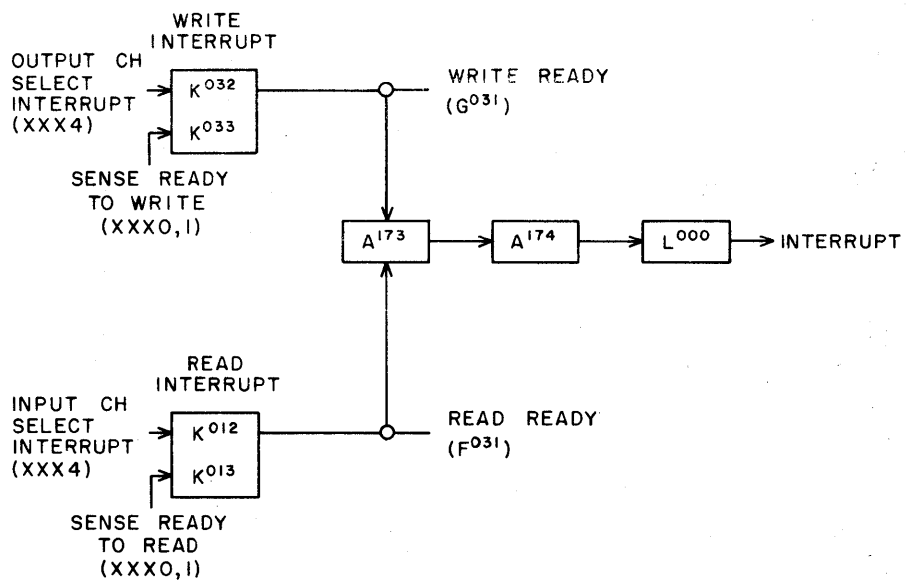 WRITE
INTERRUPT
OUTPUT CH
SELECT
INTERRUPT
(XXX4)
K032
K033
WRITE READY
(G031)
SENSE READY
TO WRITE
(XXX0,1)
A173
A174
L000
INTERRUPT
READ
INTERRUPT
INPUT CH
SELECT
INTERRUPT
(XXX4)
K012
K013
READ READY
(F031)
SENSE READY
TO READ
(XXX0,1)